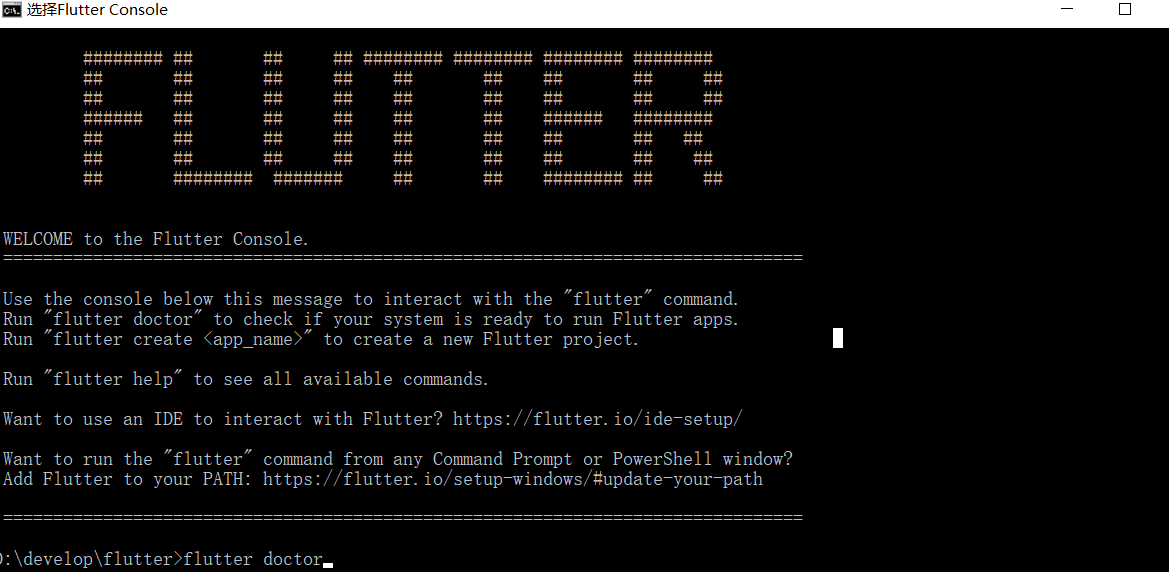 选择Flutter Console
FLUTTER
WELCOME to the Flutter Console.
================================================================================
Use the console below this message to interact with the "flutter" command.
Run "flutter doctor" to check if your system is ready to run Flutter apps.
Run "flutter create <app_name>" to create a new Flutter project.
Run "flutter help" to see all available commands.
Want to use an IDE to interact with Flutter? https://flutter.io/ide-setup/
Want to run the "flutter" command from any Command Prompt or PowerShell window?
Add Flutter to your PATH: https://flutter.io/setup-windows/#update-your-path
================================================================================
D:\develop\flutter>flutter doctor